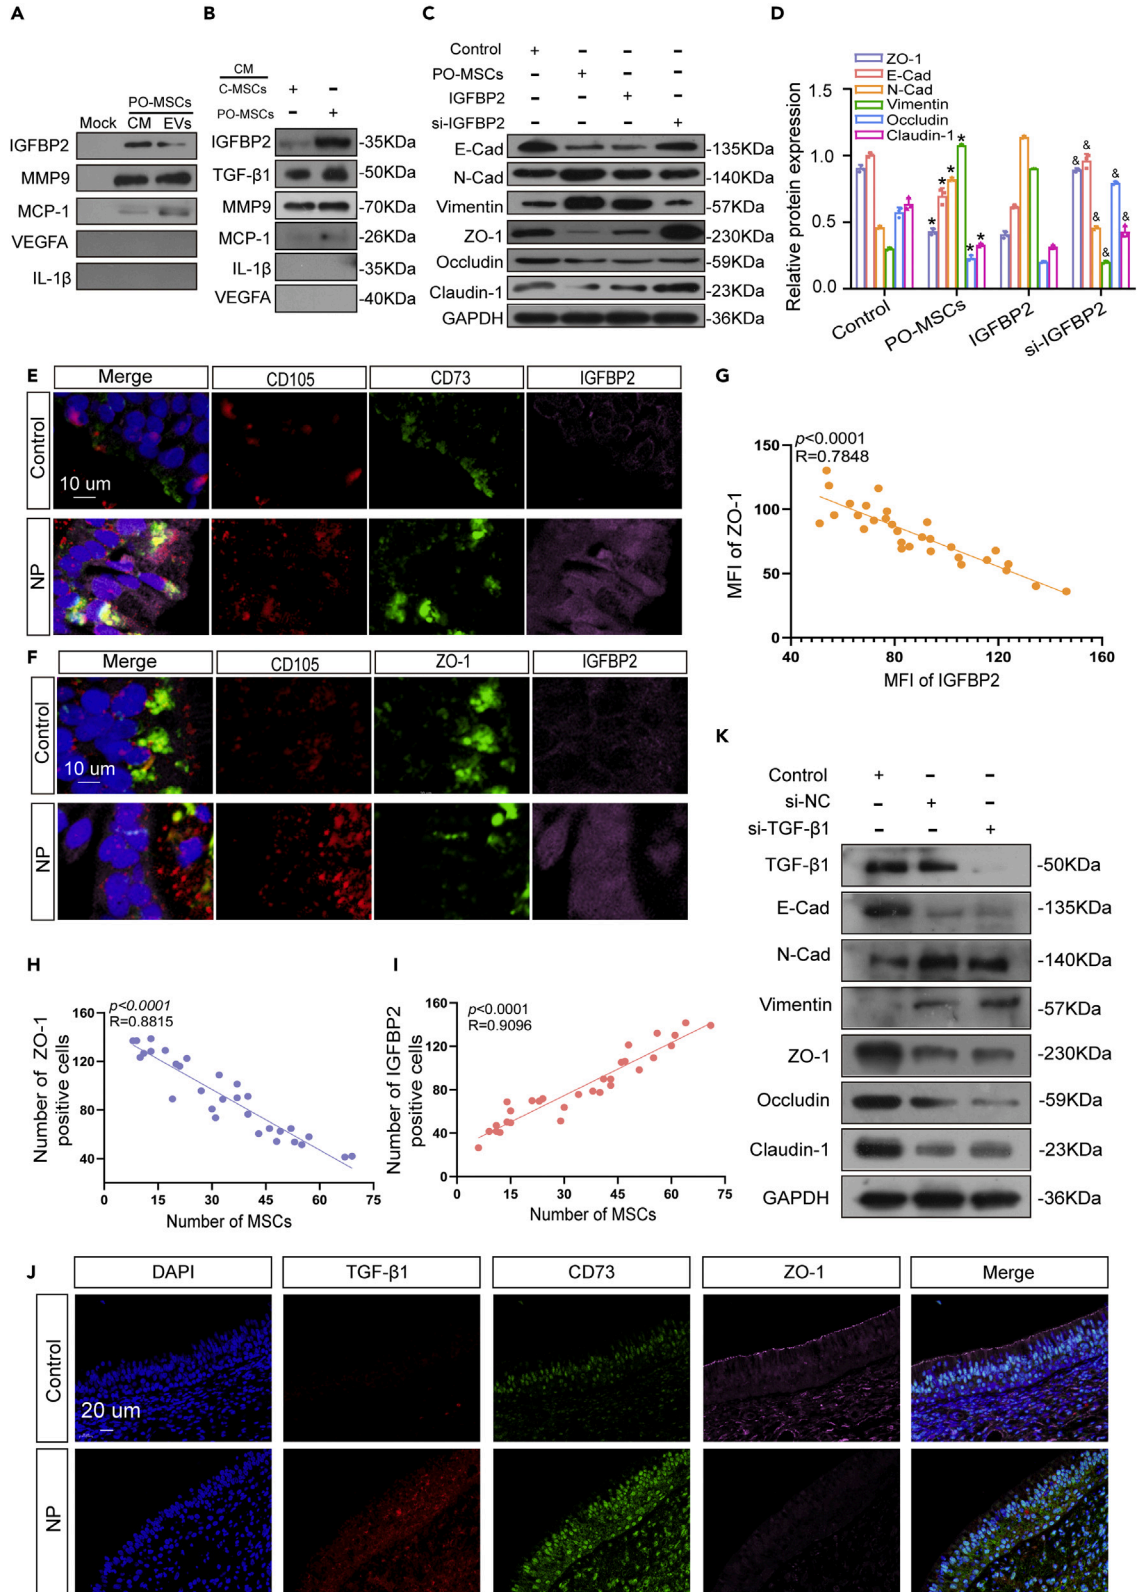 A
PO-MSCs
Mock CM EVs
IGFBP2
MMP9
MCP-1
VEGFA
IL-1β
B
CM
C-MSCs + -
PO-MSCs - +
IGFBP2 -35KDa
TGF-β1 -50KDa
MMP9 -70KDa
MCP-1 -26KDa
IL-1β -35KDa
VEGFA -40KDa
C
Control + - - -
PO-MSCs - + - -
IGFBP2 - - + -
si-IGFBP2 - - - +
E-Cad -135KDa
N-Cad -140KDa
Vimentin -57KDa
ZO-1 -230KDa
Occludin -59KDa
Claudin-1 -23KDa
GAPDH -36KDa
D
ZO-1
E-Cad
N-Cad
Vimentin
Occludin
Claudin-1
Relative protein expression
1.5
1.0
0.5
0.0
* * * * * *
& & & & & &
Control
PO-MSCs
IGFBP2
si-IGFBP2
E
Merge CD105 CD73 IGFBP2
Control
10 um
NP
F
Merge CD105 ZO-1 IGFBP2
Control
10 um
NP
G
p<0.0001
R=0.7848
MFI of ZO-1
150
100
50
0
40 80 120 160
MFI of IGFBP2
H
p<0.0001
R=0.8815
Number of ZO-1
positive cells
160
120
80
40
0 15 30 45 60 75
Number of MSCs
I
p<0.0001
R=0.9096
Number of IGFBP2
positive cells
160
120
80
40
0
0 15 30 45 60 75
Number of MSCs
K
Control + - -
si-NC - + -
si-TGF-β1 - - +
TGF-β1 -50KDa
E-Cad -135KDa
N-Cad -140KDa
Vimentin -57KDa
ZO-1 -230KDa
Occludin -59KDa
Claudin-1 -23KDa
GAPDH -36KDa
J
DAPI TGF-β1 CD73 ZO-1 Merge
Control
20 um
NP